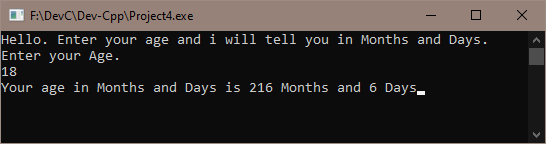 F:\DevC\Dev-Cpp\Project4.exe
Hello. Enter your age and i will tell you in Months and Days.
Enter your Age.
18
Your age in Months and Days is 216 Months and 6 Days